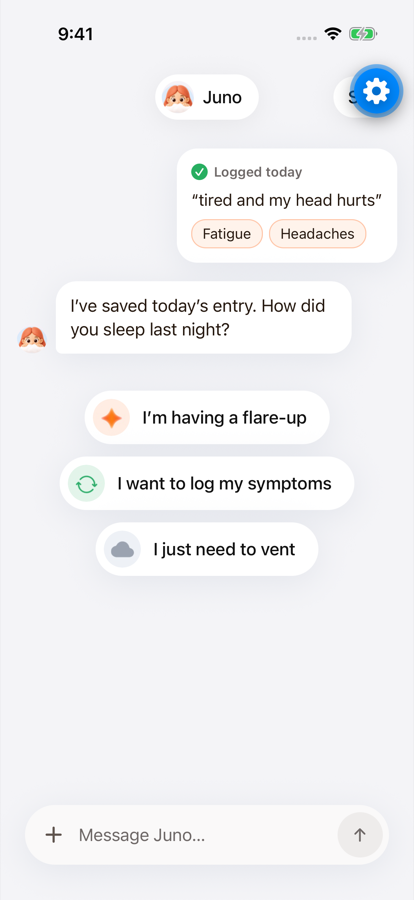 9:41
Juno
S
Logged today
“tired and my head hurts”
Fatigue
Headaches
I’ve saved today’s entry. How did
you sleep last night?
I’m having a flare-up
I want to log my symptoms
I just need to vent
Message Juno...